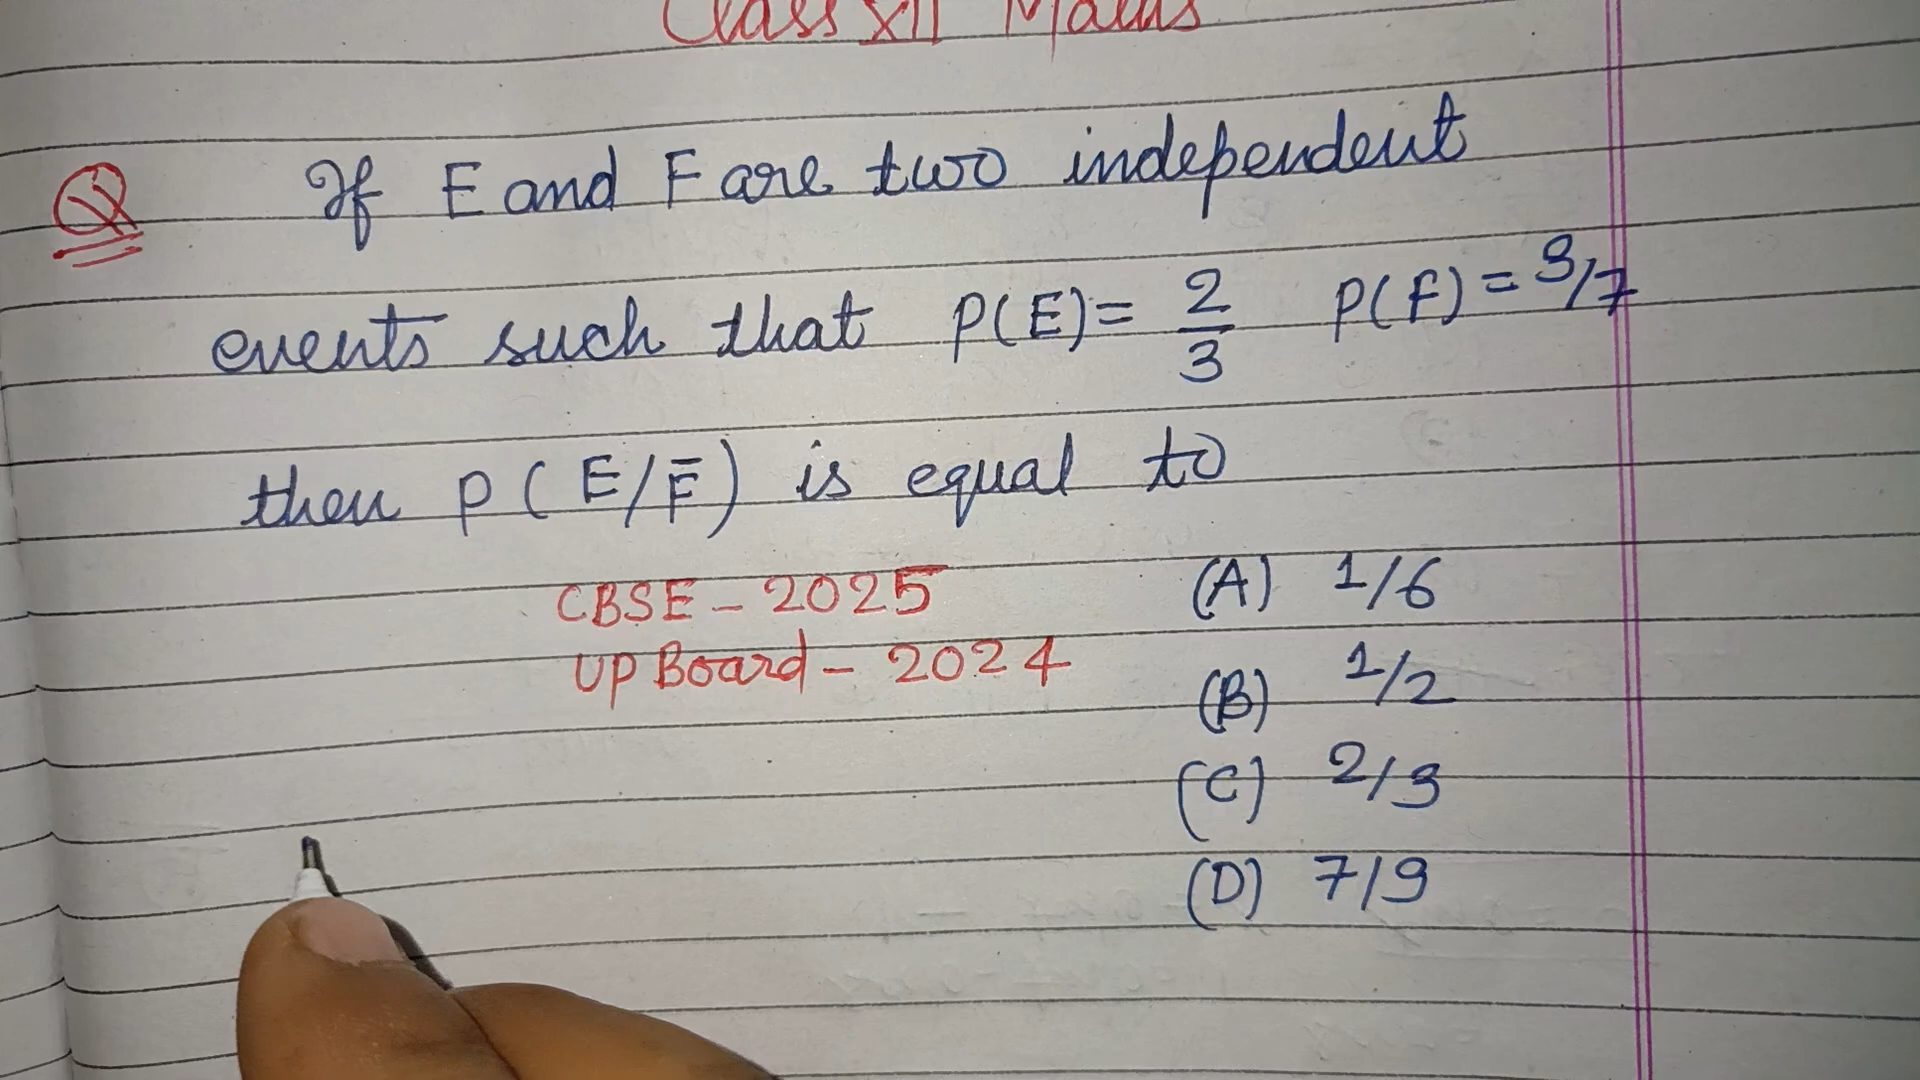 Class XII Maths
Q If E and F are two independent
events such that P(E) = 2/3 P(F) = 3/7
then P(E/F̅) is equal to
CBSE - 2025 (A) 1/6
UP Board - 2024 (B) 1/2
(C) 2/3
(D) 7/9